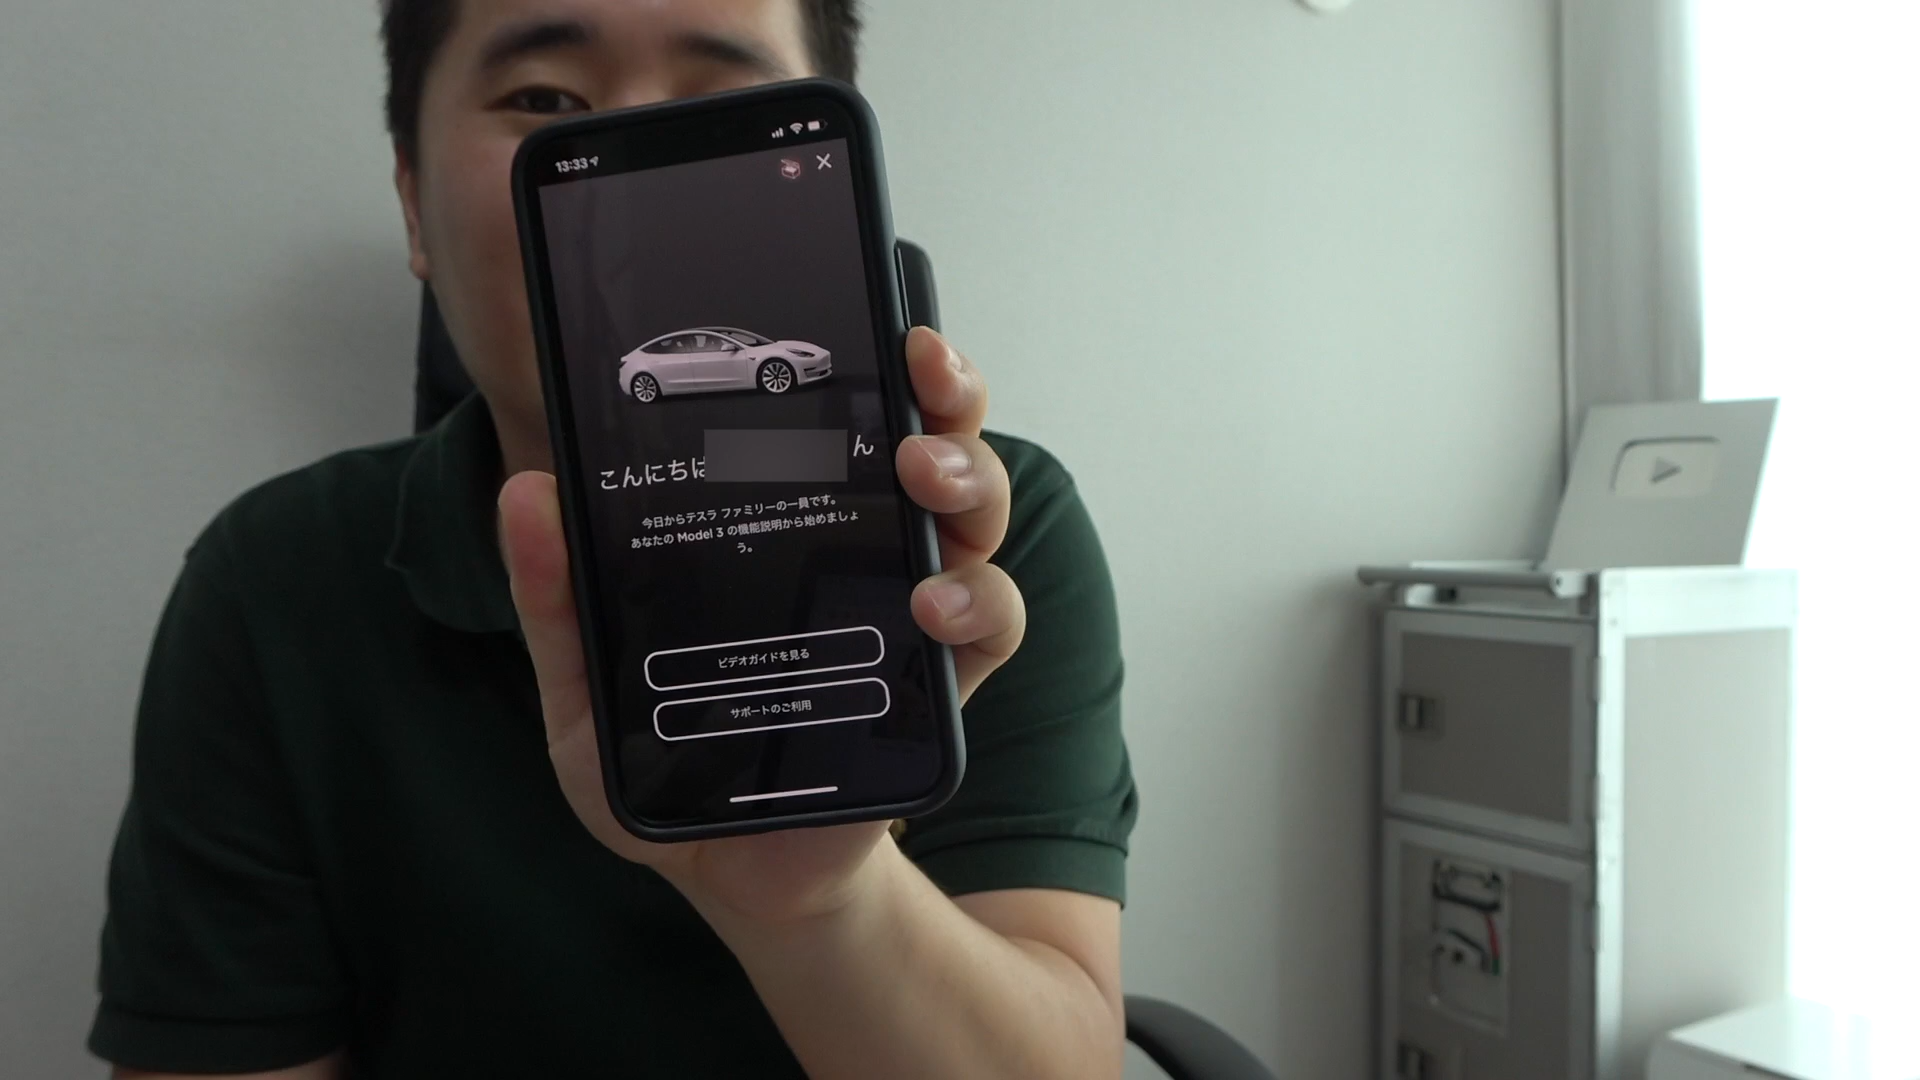 13:33
こんにちは ん
今日からテスラ ファミリーの一員です。
あなたの Model 3 の機能説明から始めましょ
う。
ビデオガイドを見る
サポートのご利用